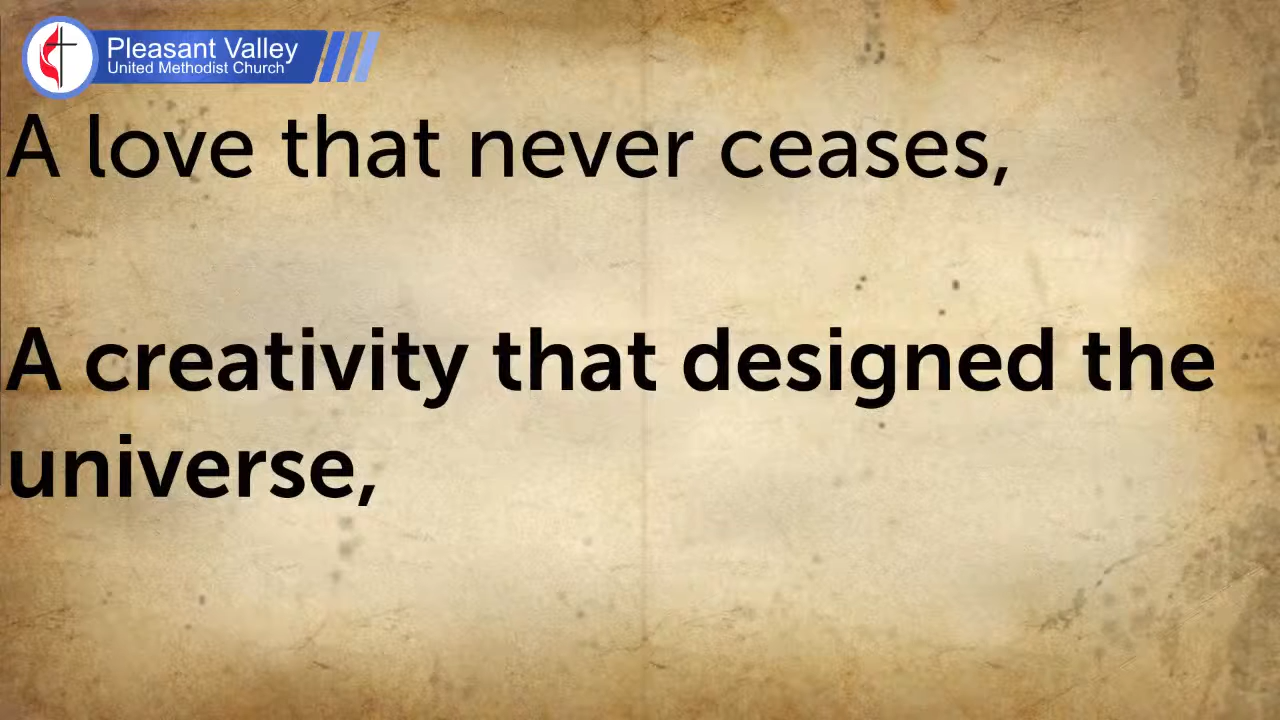 Pleasant Valley
United Methodist Church
A love that never ceases,
A creativity that designed the
universe,